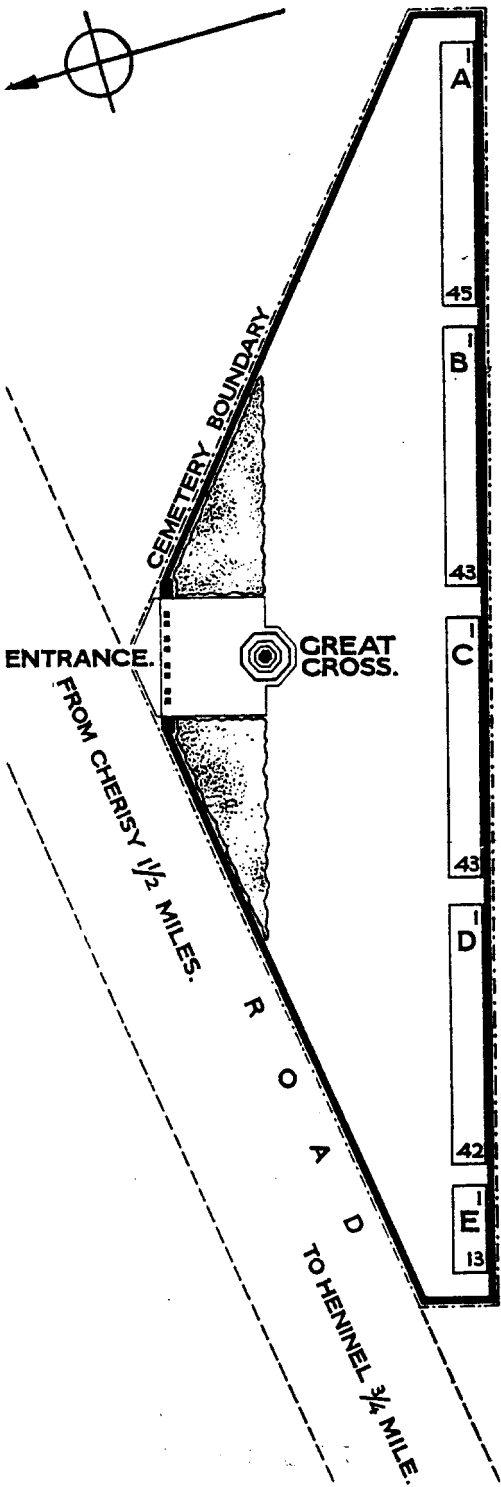 1
A
45
1
B
43
CEMETERY BOUNDARY
ENTRANCE.
GREAT
CROSS.
1
C
43
FROM CHERISY 1/2 MILES.
1
D
42
ROAD
1
E
13
TO HENINEL 3/4 MILE.